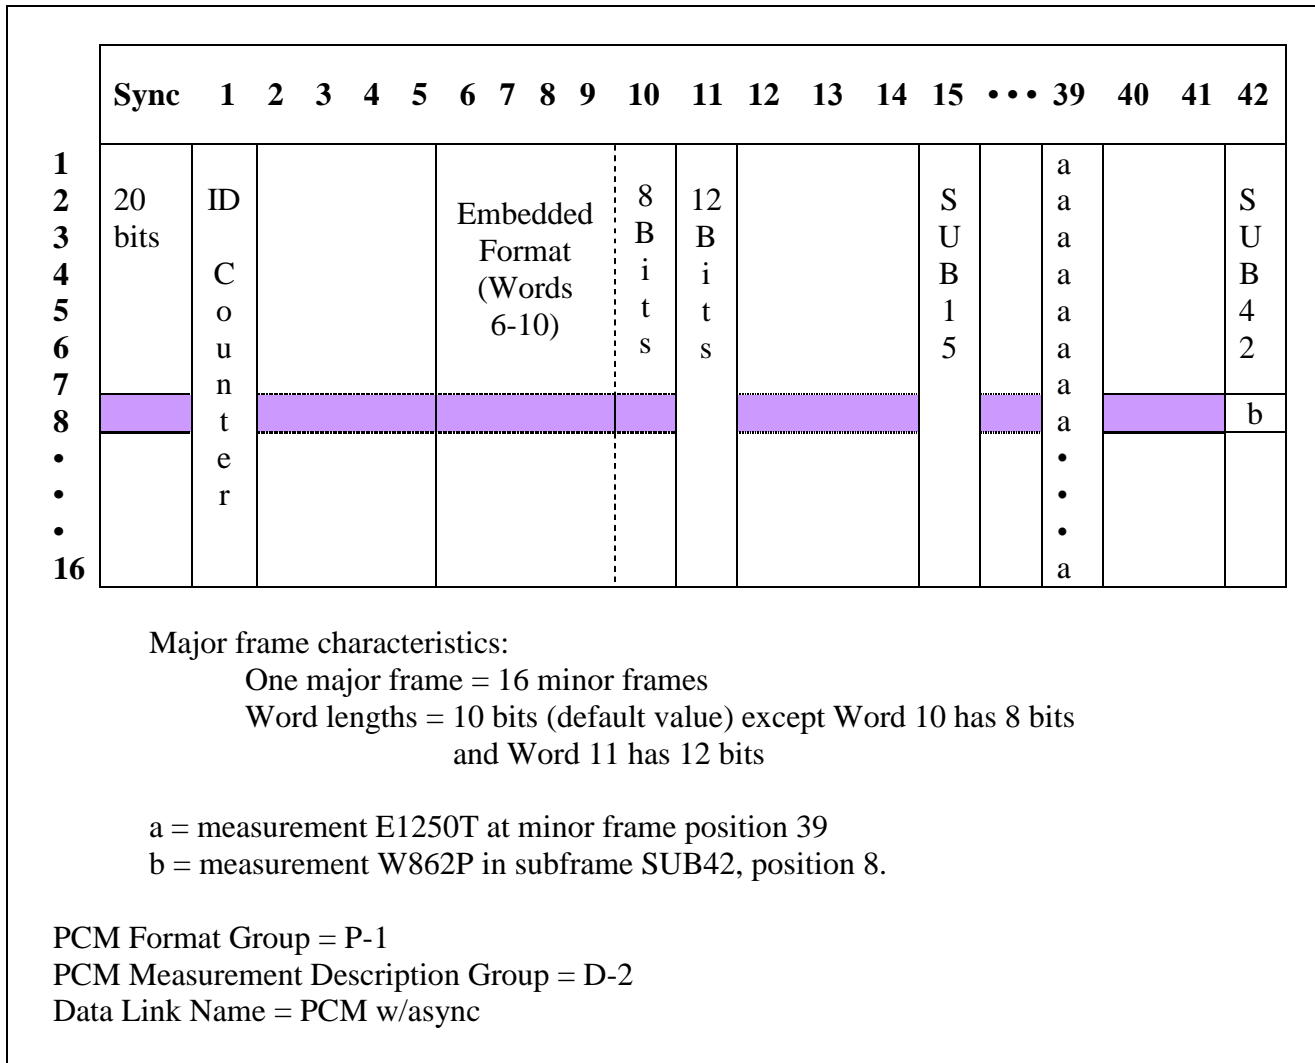 Sync 1 2 3 4 5 6 7 8 9 10 11 12 13 14 15 • • • 39 40 41 42
1 a
2 20 ID 8 12 S a S
3 bits Embedded B B U a U
4 C Format i i B a B
5 o (Words t t 1 a 4
6 u 6-10) s s 5 a 2
7 n a
8 t a b
• e •
• r •
• •
16 a
Major frame characteristics:
One major frame = 16 minor frames
Word lengths = 10 bits (default value) except Word 10 has 8 bits
and Word 11 has 12 bits
a = measurement E1250T at minor frame position 39
b = measurement W862P in subframe SUB42, position 8.
PCM Format Group = P-1
PCM Measurement Description Group = D-2
Data Link Name = PCM w/async